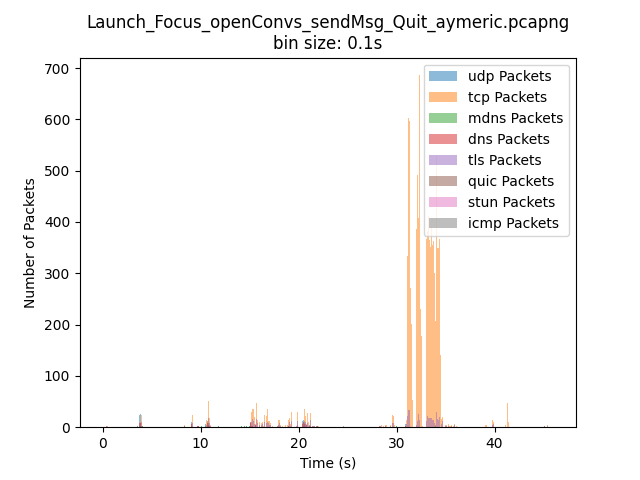 Launch_Focus_openConvs_sendMsg_Quit_aymeric.pcapng
bin size: 0.1s
700
600
500
400
300
200
100
0
Number of Packets
udp Packets
tcp Packets
mdns Packets
dns Packets
tls Packets
quic Packets
stun Packets
icmp Packets
0 10 20 30 40
Time (s)